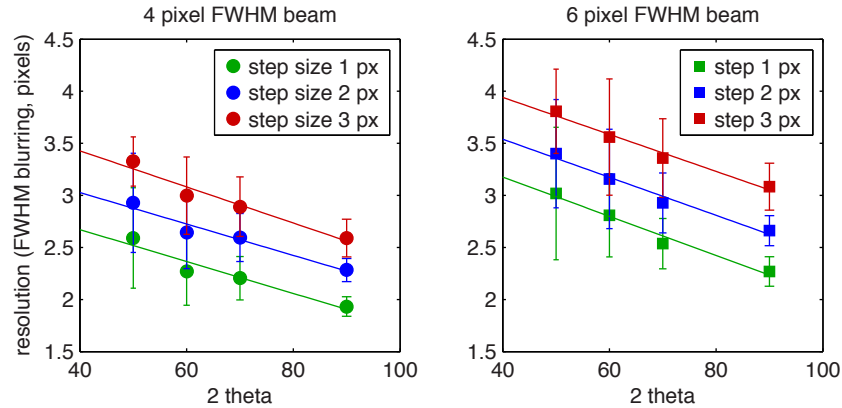 4 pixel FWHM beam
resolution (FWHM blurring, pixels)
4.5
4
3.5
3
2.5
2
1.5
step size 1 px
step size 2 px
step size 3 px
40
60
80
100
2 theta
6 pixel FWHM beam
4.5
4
3.5
3
2.5
2
1.5
step 1 px
step 2 px
step 3 px
40
60
80
100
2 theta